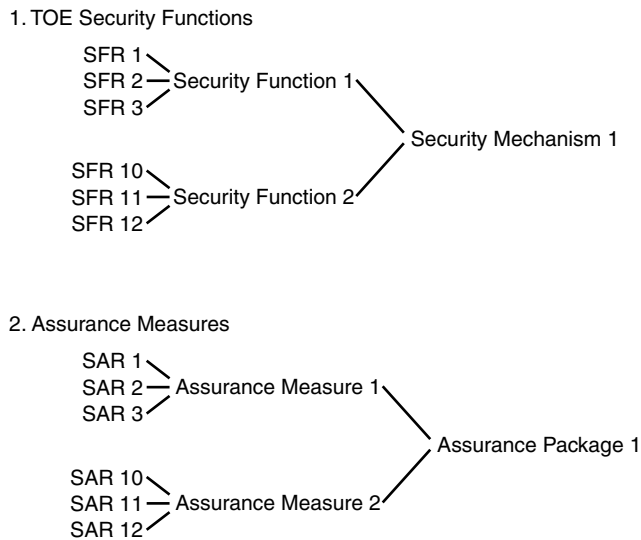 1. TOE Security Functions
SFR 1
SFR 2
Security Function 1
SFR 3
Security Mechanism 1
SFR 10
SFR 11
Security Function 2
SFR 12
2. Assurance Measures
SAR 1
SAR 2
Assurance Measure 1
SAR 3
Assurance Package 1
SAR 10
SAR 11
Assurance Measure 2
SAR 12